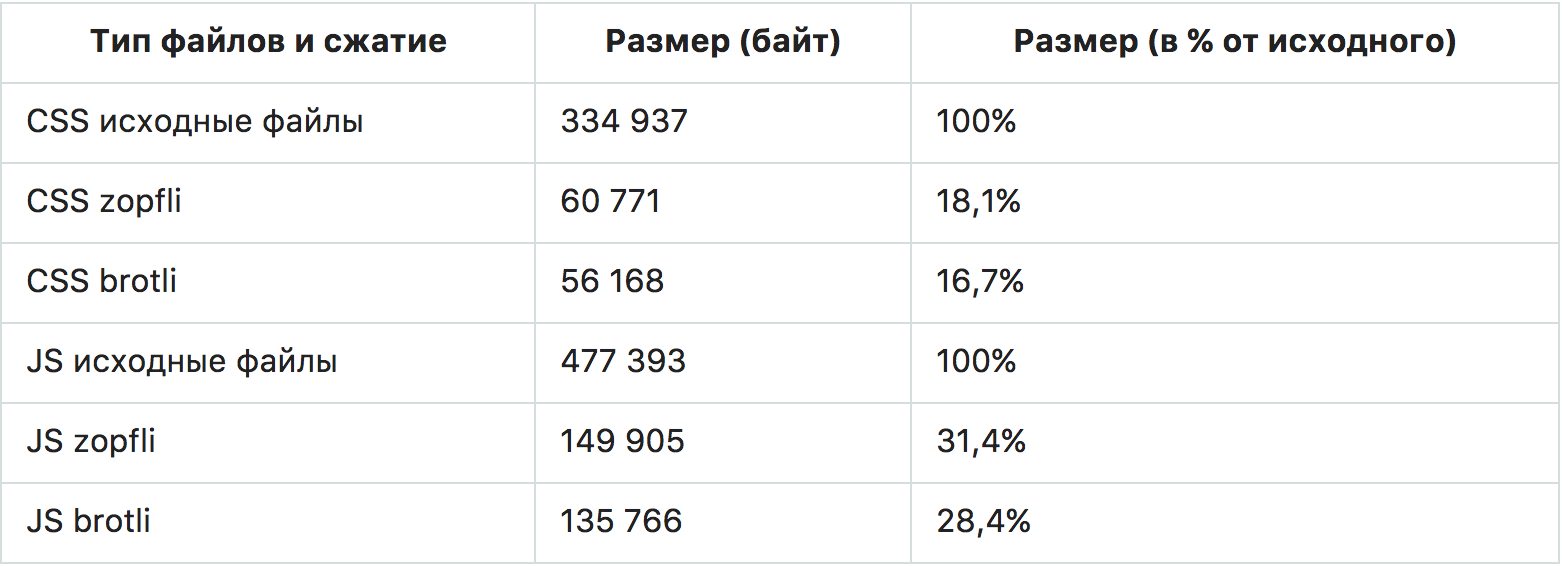 Тип файлов и сжатие Размер (байт) Размер (в % от исходного)
CSS исходные файлы 334 937 100%
CSS zopfli 60 771 18,1%
CSS brotli 56 168 16,7%
JS исходные файлы 477 393 100%
JS zopfli 149 905 31,4%
JS brotli 135 766 28,4%